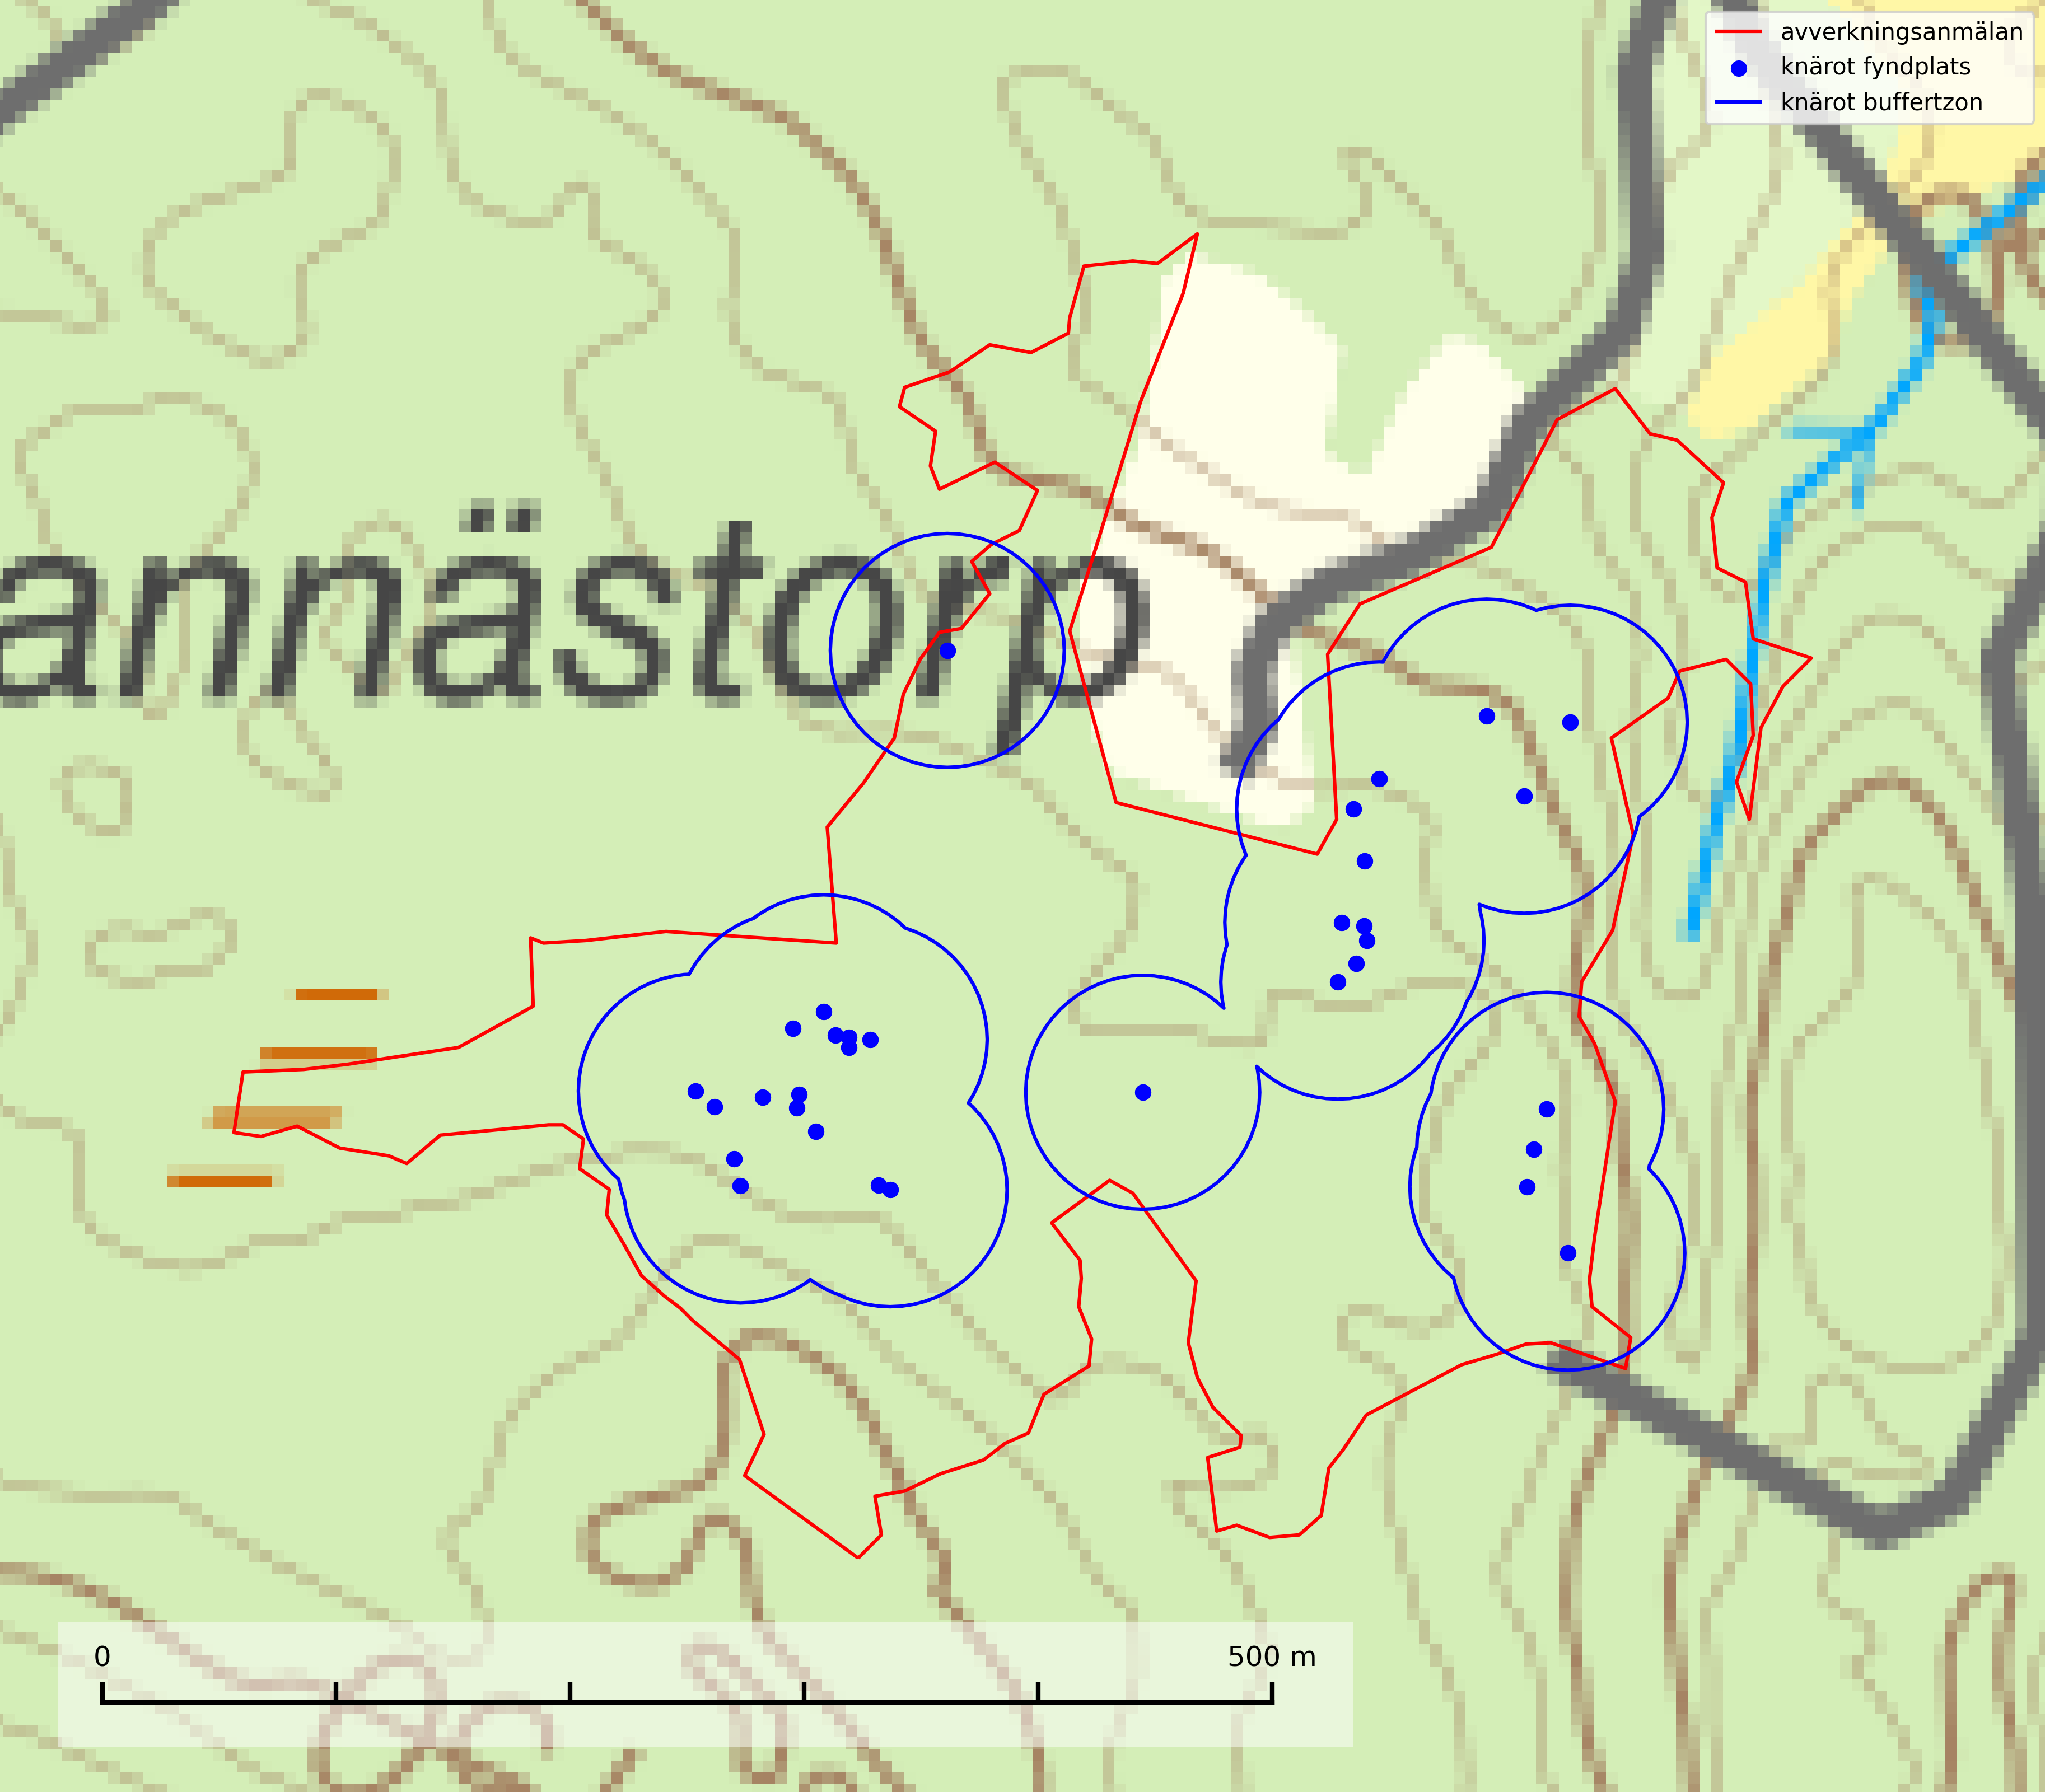 avverkningsanmälan
knärot fyndplats
knärot buffertzon
annästorp
0 500 m